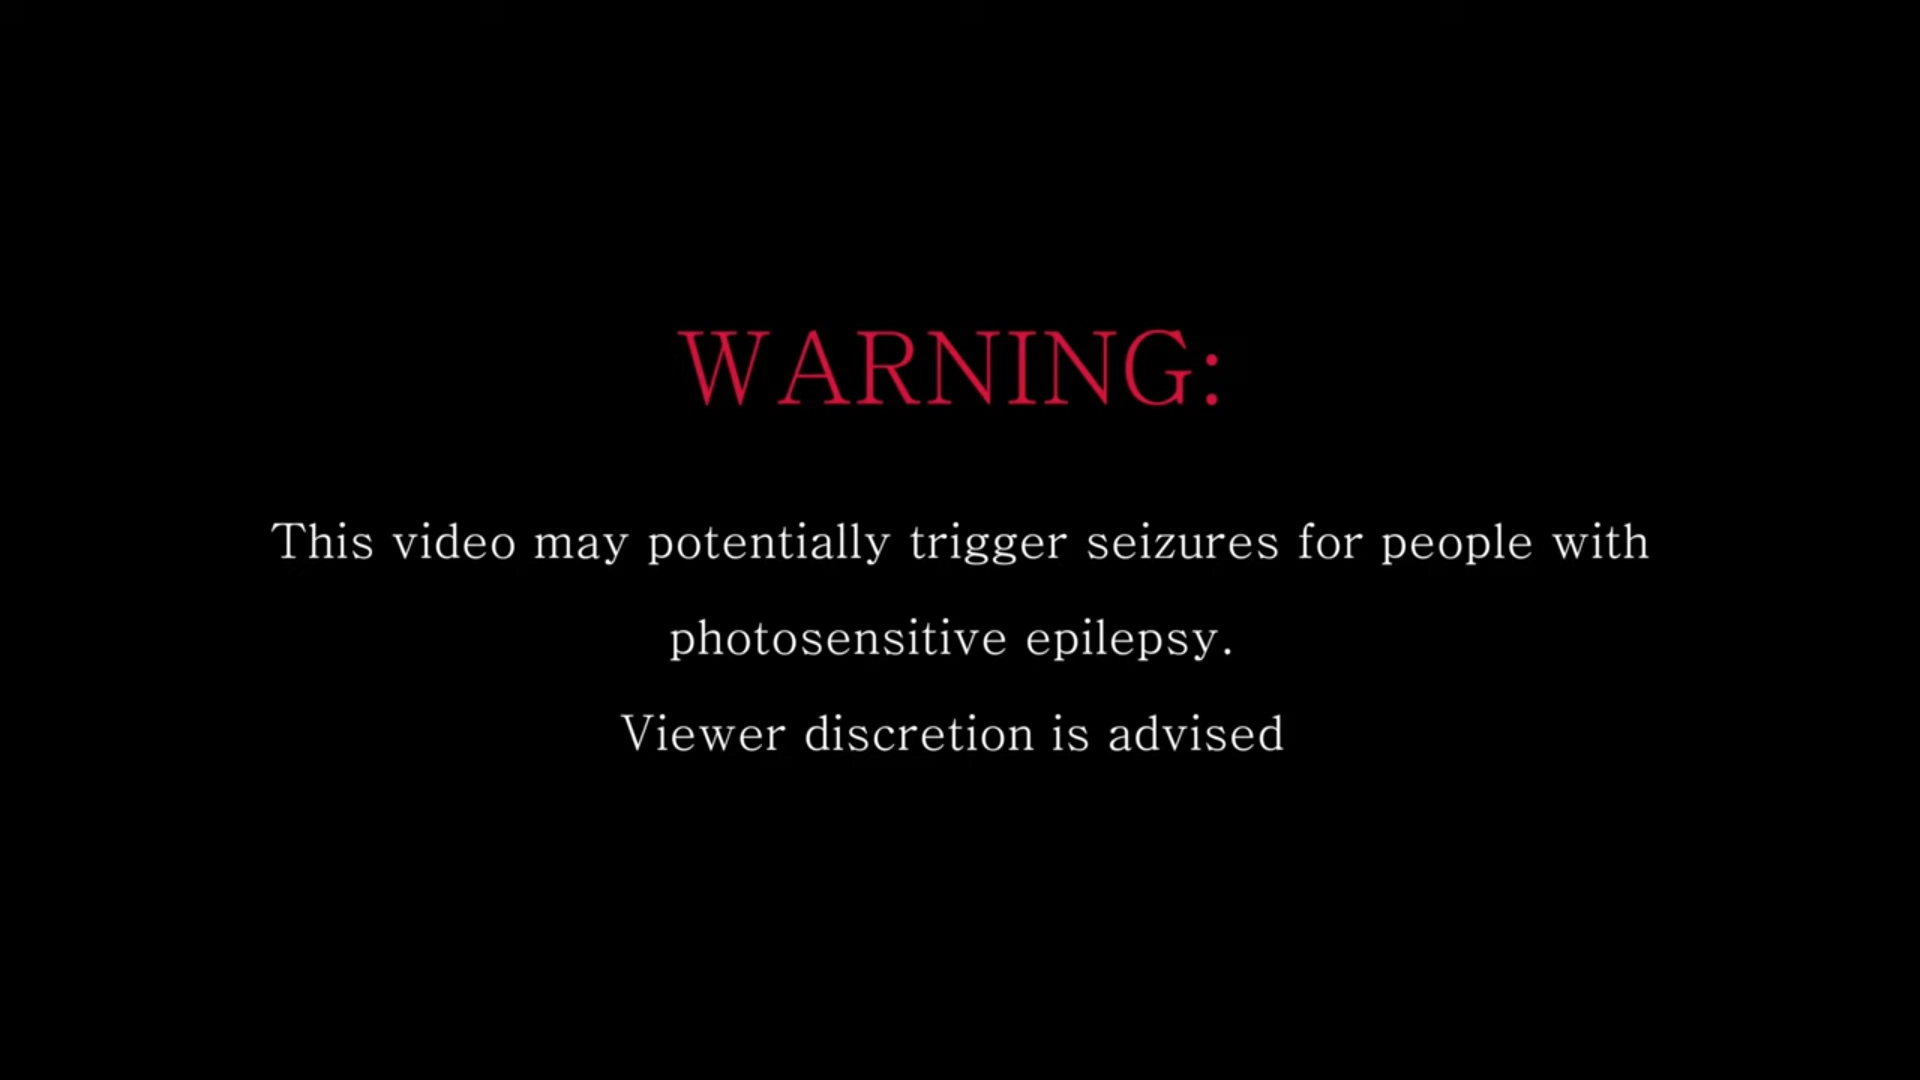 WARNING:
This video may potentially trigger seizures for people with
photosensitive epilepsy.
Viewer discretion is advised